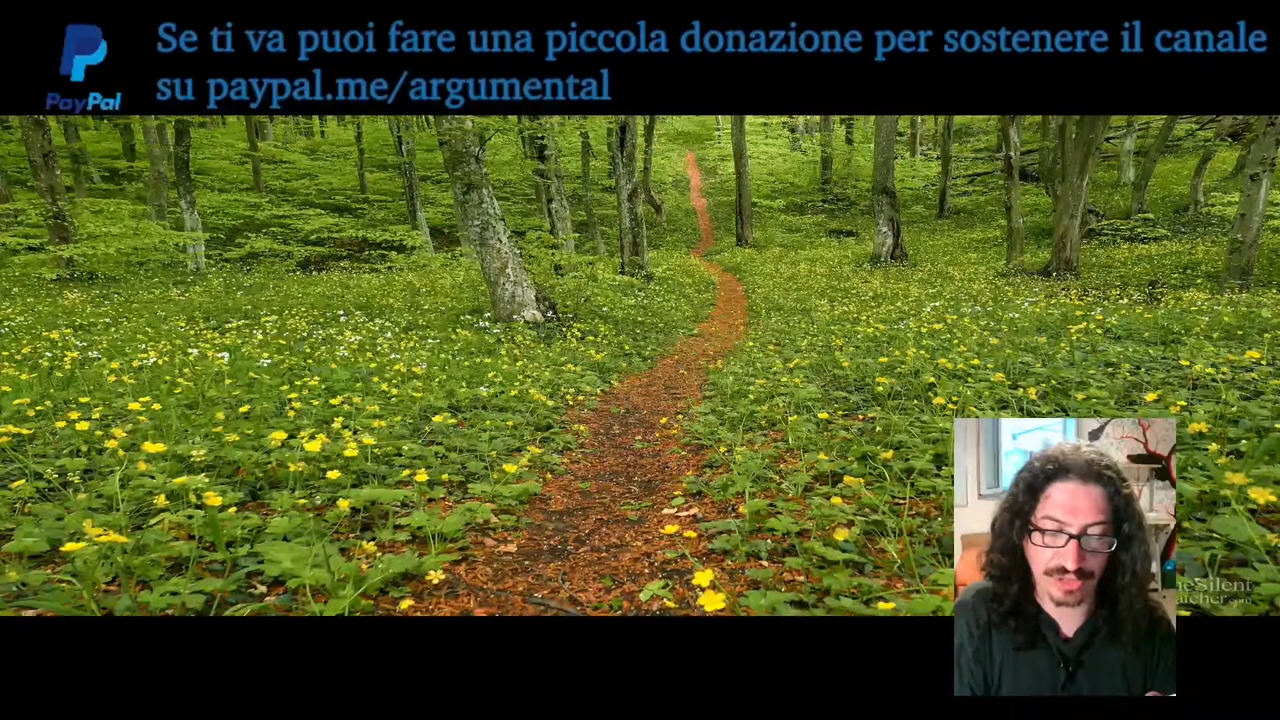 Se ti va puoi fare una piccola donazione per sostenere il canale
su paypal.me/argumental
PayPal